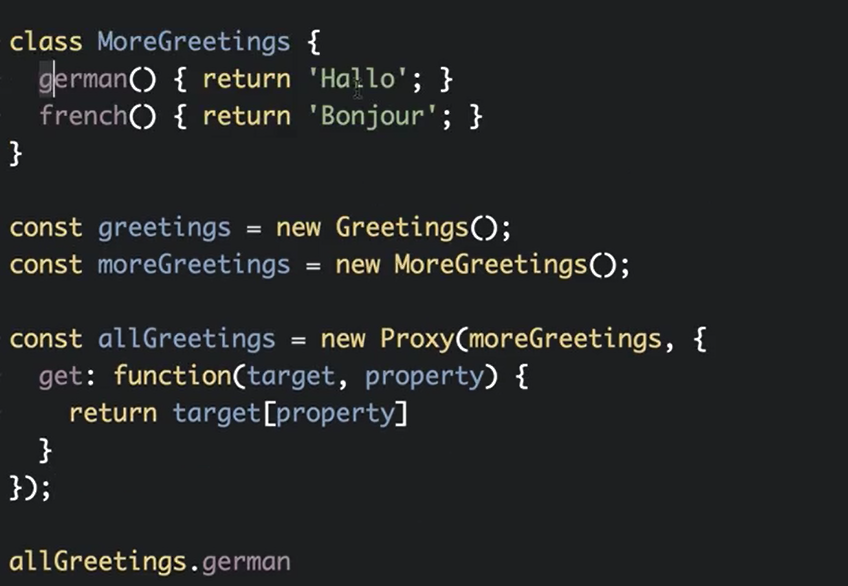 class MoreGreetings {
  german() { return 'Hallo'; }
  french() { return 'Bonjour'; }
}
const greetings = new Greetings();
const moreGreetings = new MoreGreetings();
const allGreetings = new Proxy(moreGreetings, {
  get: function(target, property) {
    return target[property]
  }
});
allGreetings.german